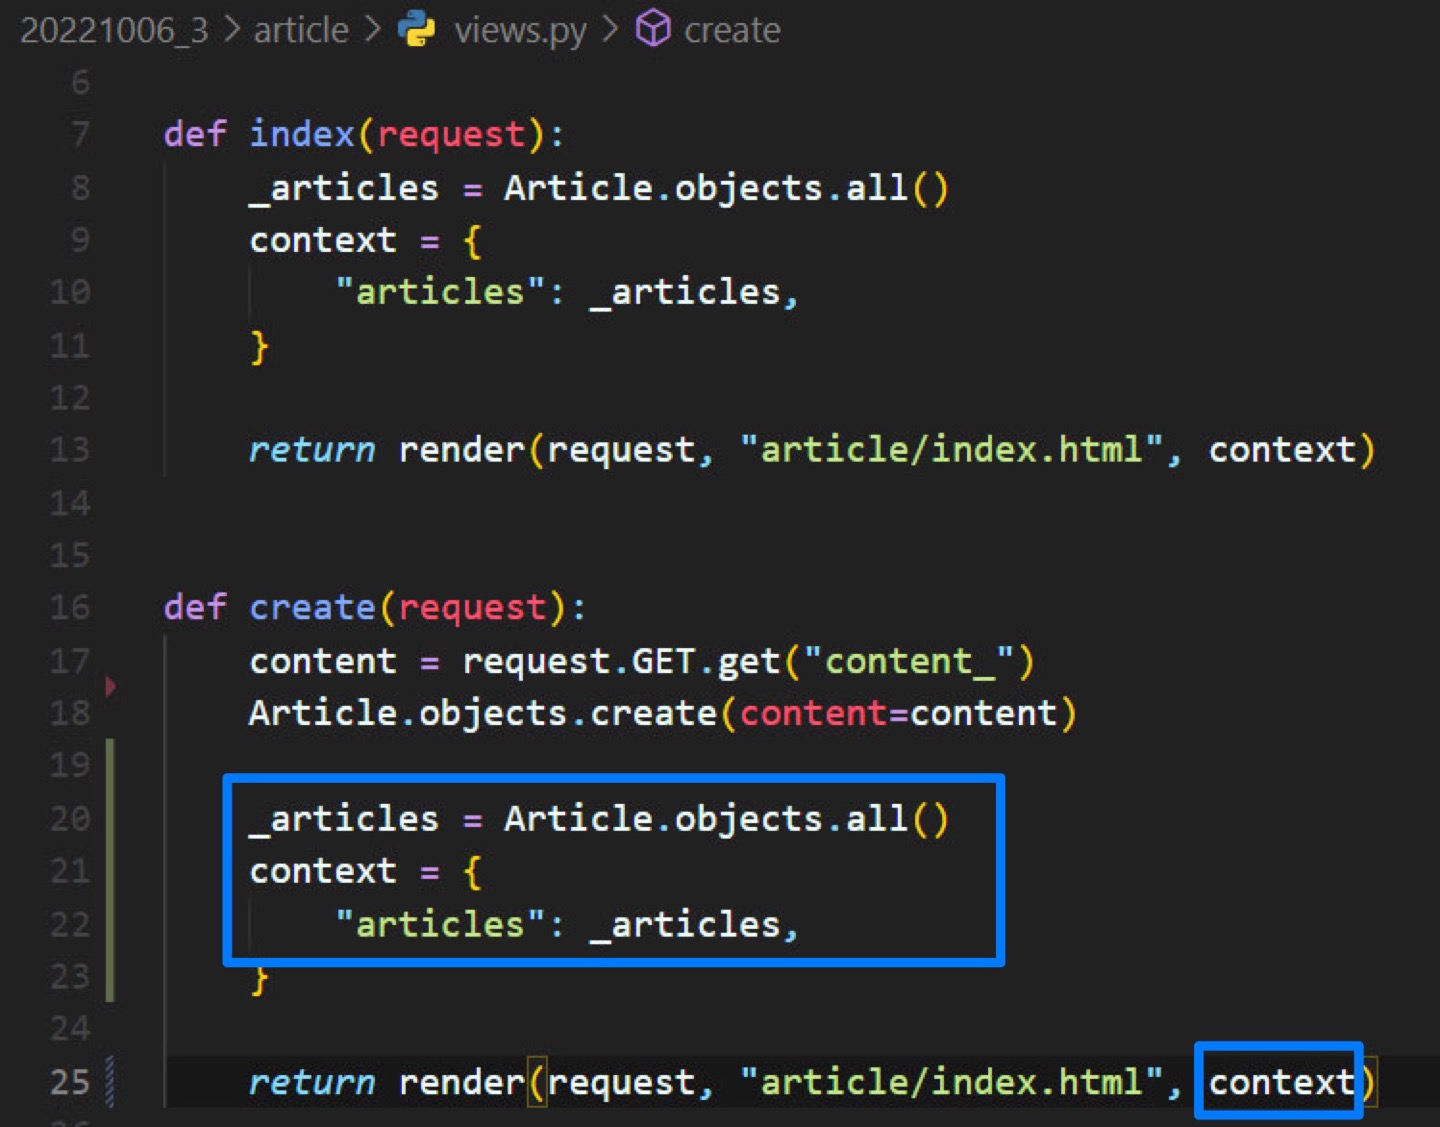 20221006_3 > article > views.py > create
6
7 def index(request):
8     _articles = Article.objects.all()
9     context = {
10         "articles": _articles,
11     }
12
13     return render(request, "article/index.html", context)
14
15
16 def create(request):
17     content = request.GET.get("content_")
18     Article.objects.create(content=content)
19
20     _articles = Article.objects.all()
21     context = {
22         "articles": _articles,
23     }
24
25     return render(request, "article/index.html", context)